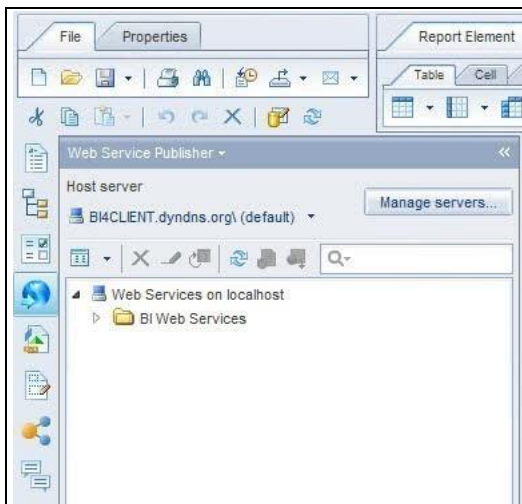 File Properties Report Element
Table Cell
Web Service Publisher
Host server
BI4CLIENT.dyndns.org\ (default)
Manage servers...
Web Services on localhost
BI Web Services